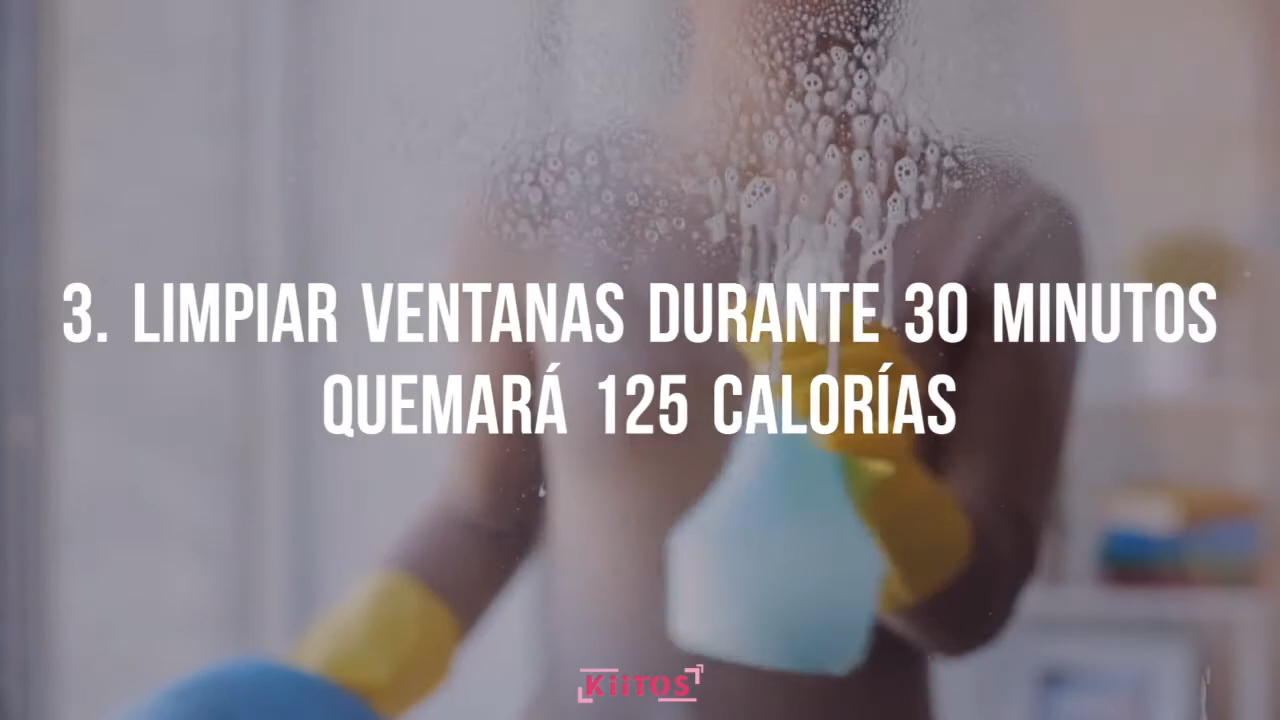 3. LIMPIAR VENTANAS DURANTE 30 MINUTOS
QUEMARÁ 125 CALORÍAS
KiiTOS